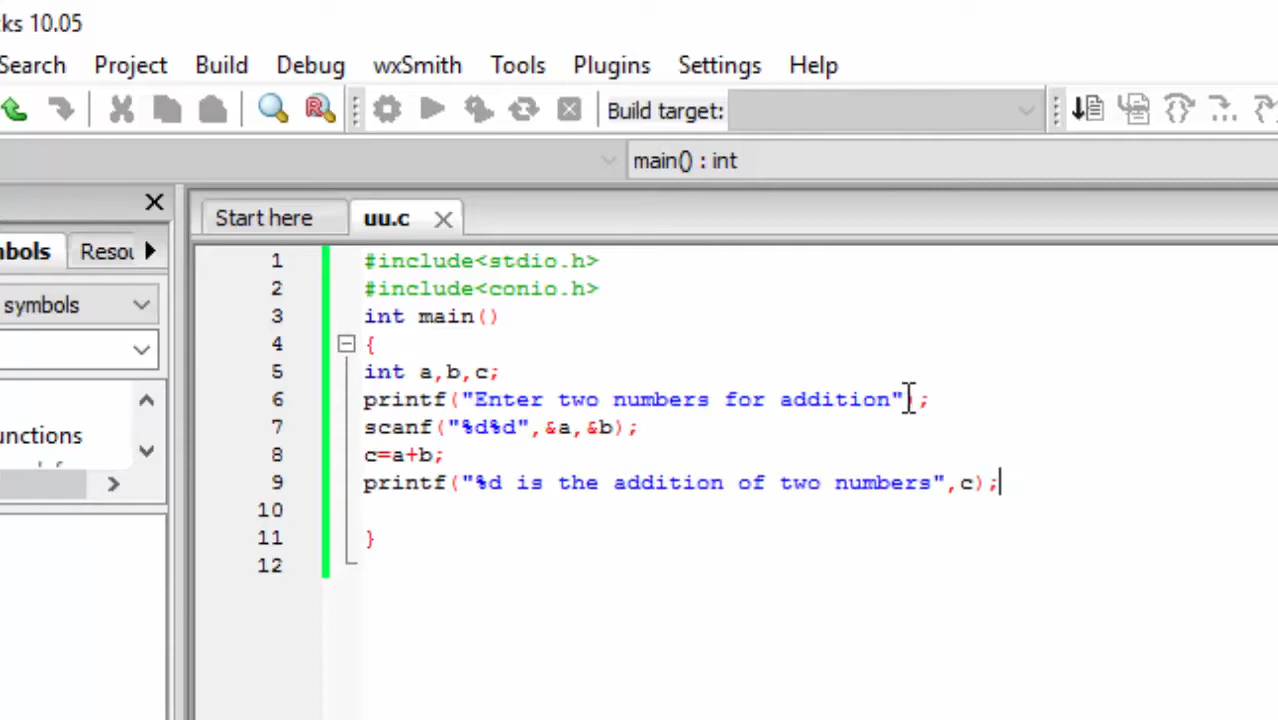 cks 10.05
Search Project Build Debug wxSmith Tools Plugins Settings Help
Build target:
main() : int
Start here uu.c
mbols Resou
symbols
unctions
1 #include<stdio.h>
2 #include<conio.h>
3 int main()
4 {
5 int a,b,c;
6 printf("Enter two numbers for addition");
7 scanf("%d%d",&a,&b);
8 c=a+b;
9 printf("%d is the addition of two numbers",c);
10
11 }
12